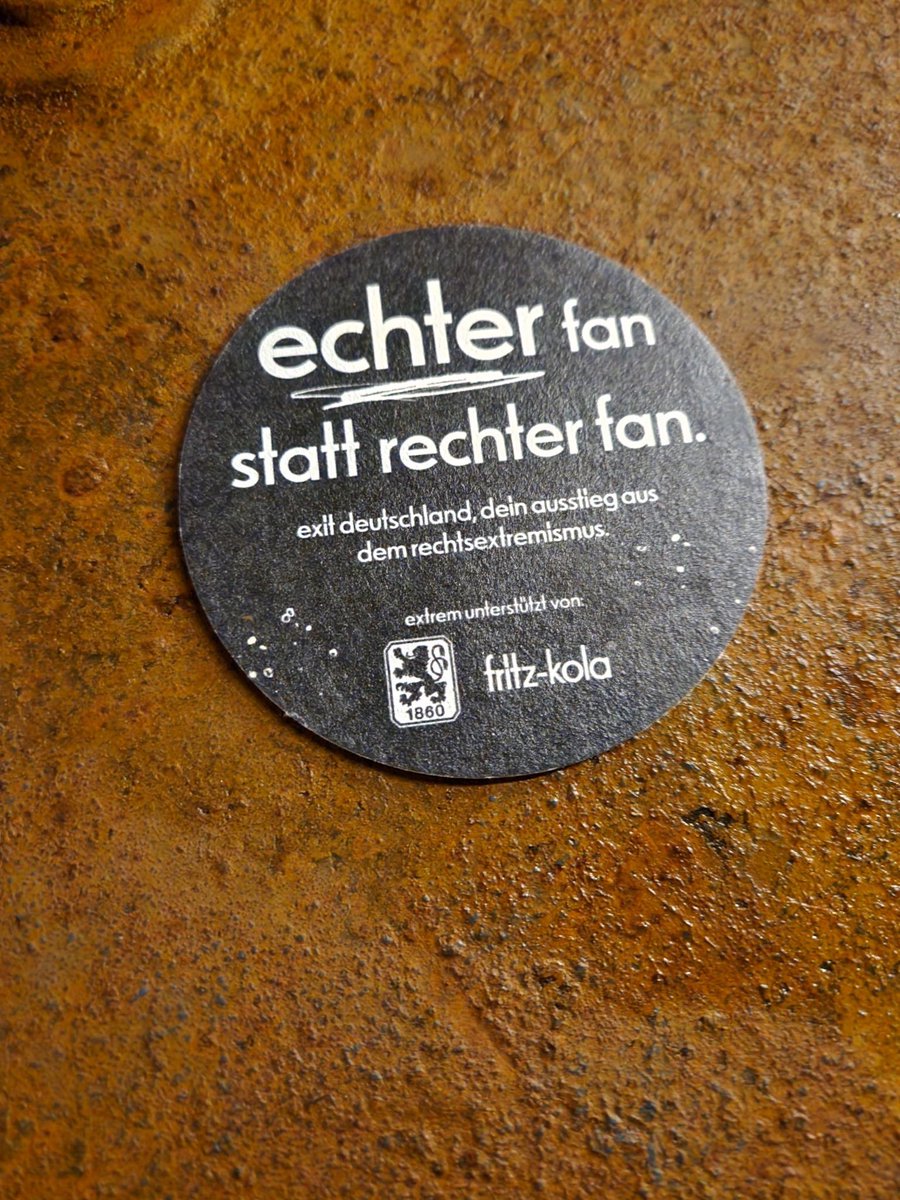 echter fan
statt rechter fan.
exit deutschland, dein ausstieg aus
dem rechtsextremismus.
extrem unterstützt von:
1860
fritz-kola